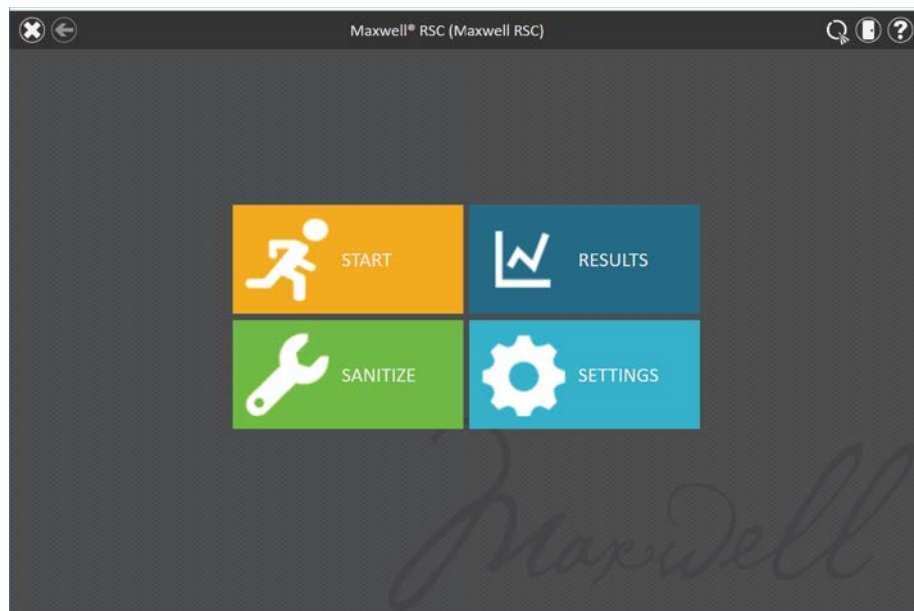 Maxwell® RSC (Maxwell RSC)
?
START
RESULTS
SANITIZE
SETTINGS
Maxwell